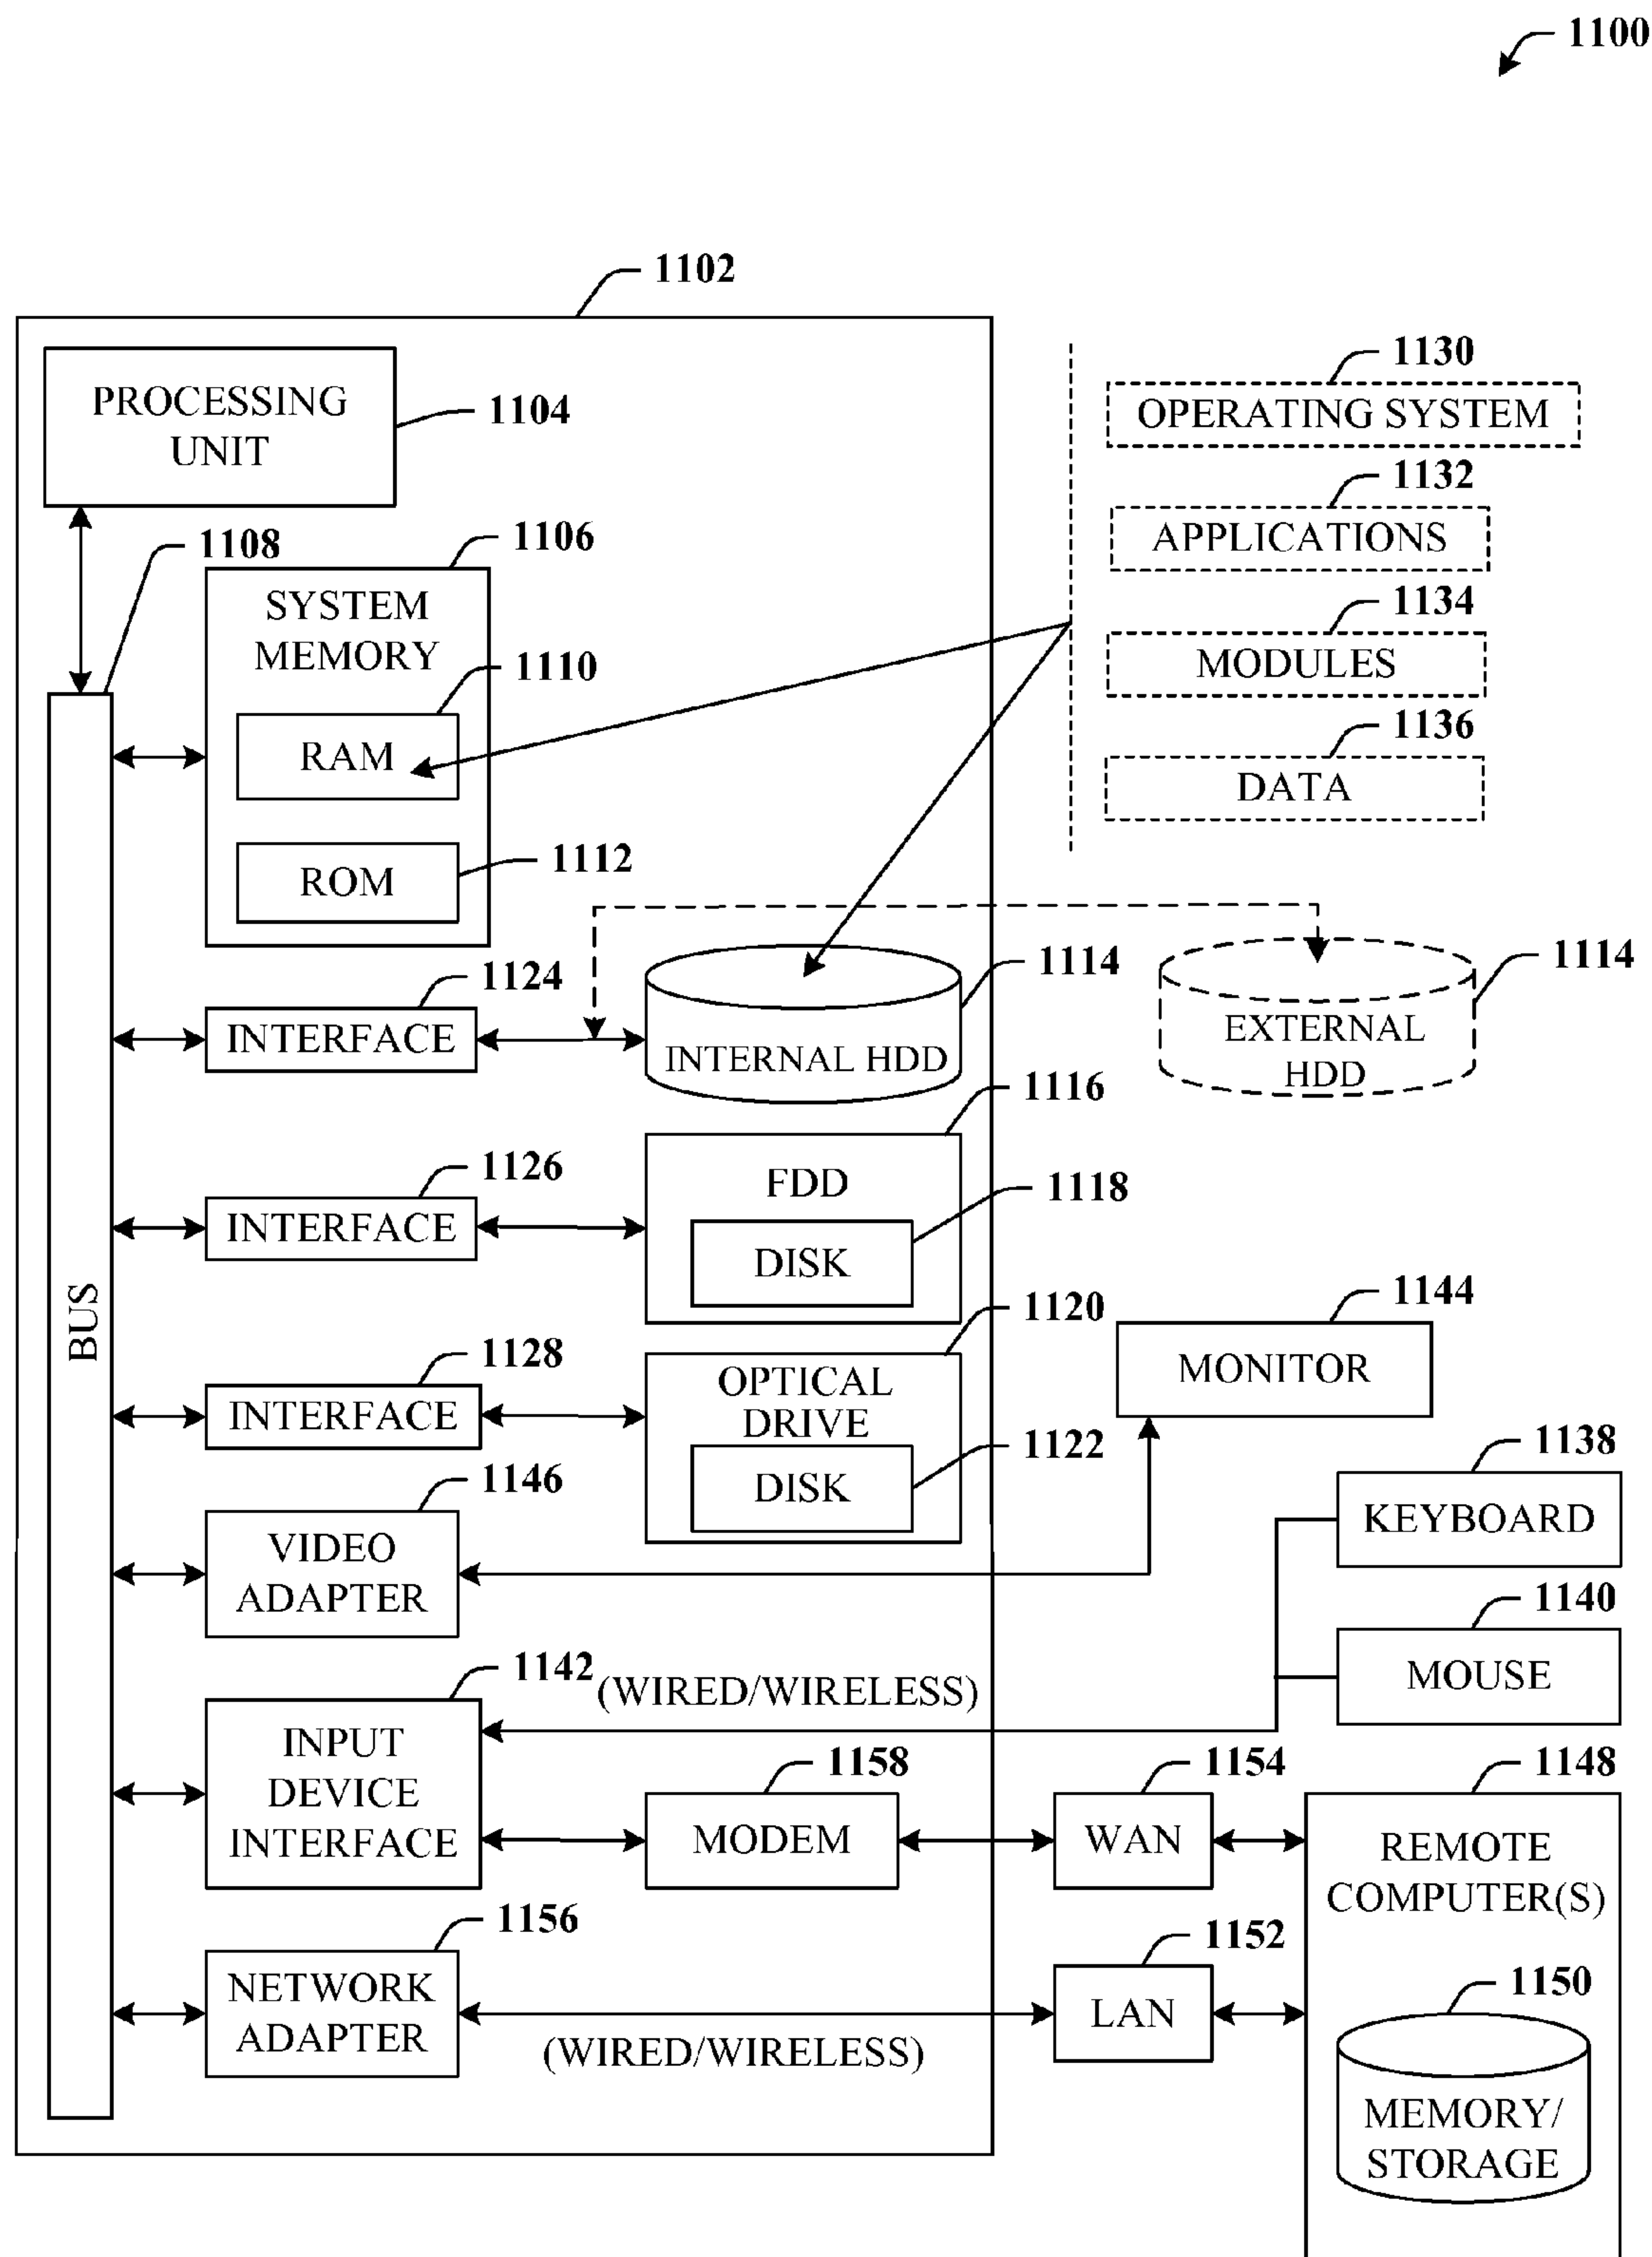 1100
1102
PROCESSING
UNIT
1104
1130
OPERATING SYSTEM
1132
APPLICATIONS
1134
MODULES
1136
DATA
1108
1106
SYSTEM
MEMORY
1110
RAM
1112
ROM
1124
INTERFACE
1114
INTERNAL HDD
1114
EXTERNAL
HDD
1116
FDD
1118
DISK
1126
INTERFACE
BUS
1120
OPTICAL
DRIVE
1122
DISK
1128
INTERFACE
1144
MONITOR
1146
VIDEO
ADAPTER
1138
KEYBOARD
1140
MOUSE
1142
(WIRED/WIRELESS)
INPUT
DEVICE
INTERFACE
1158
MODEM
1154
WAN
1148
REMOTE
COMPUTER(S)
1156
NETWORK
ADAPTER
(WIRED/WIRELESS)
1152
LAN
1150
MEMORY/
STORAGE